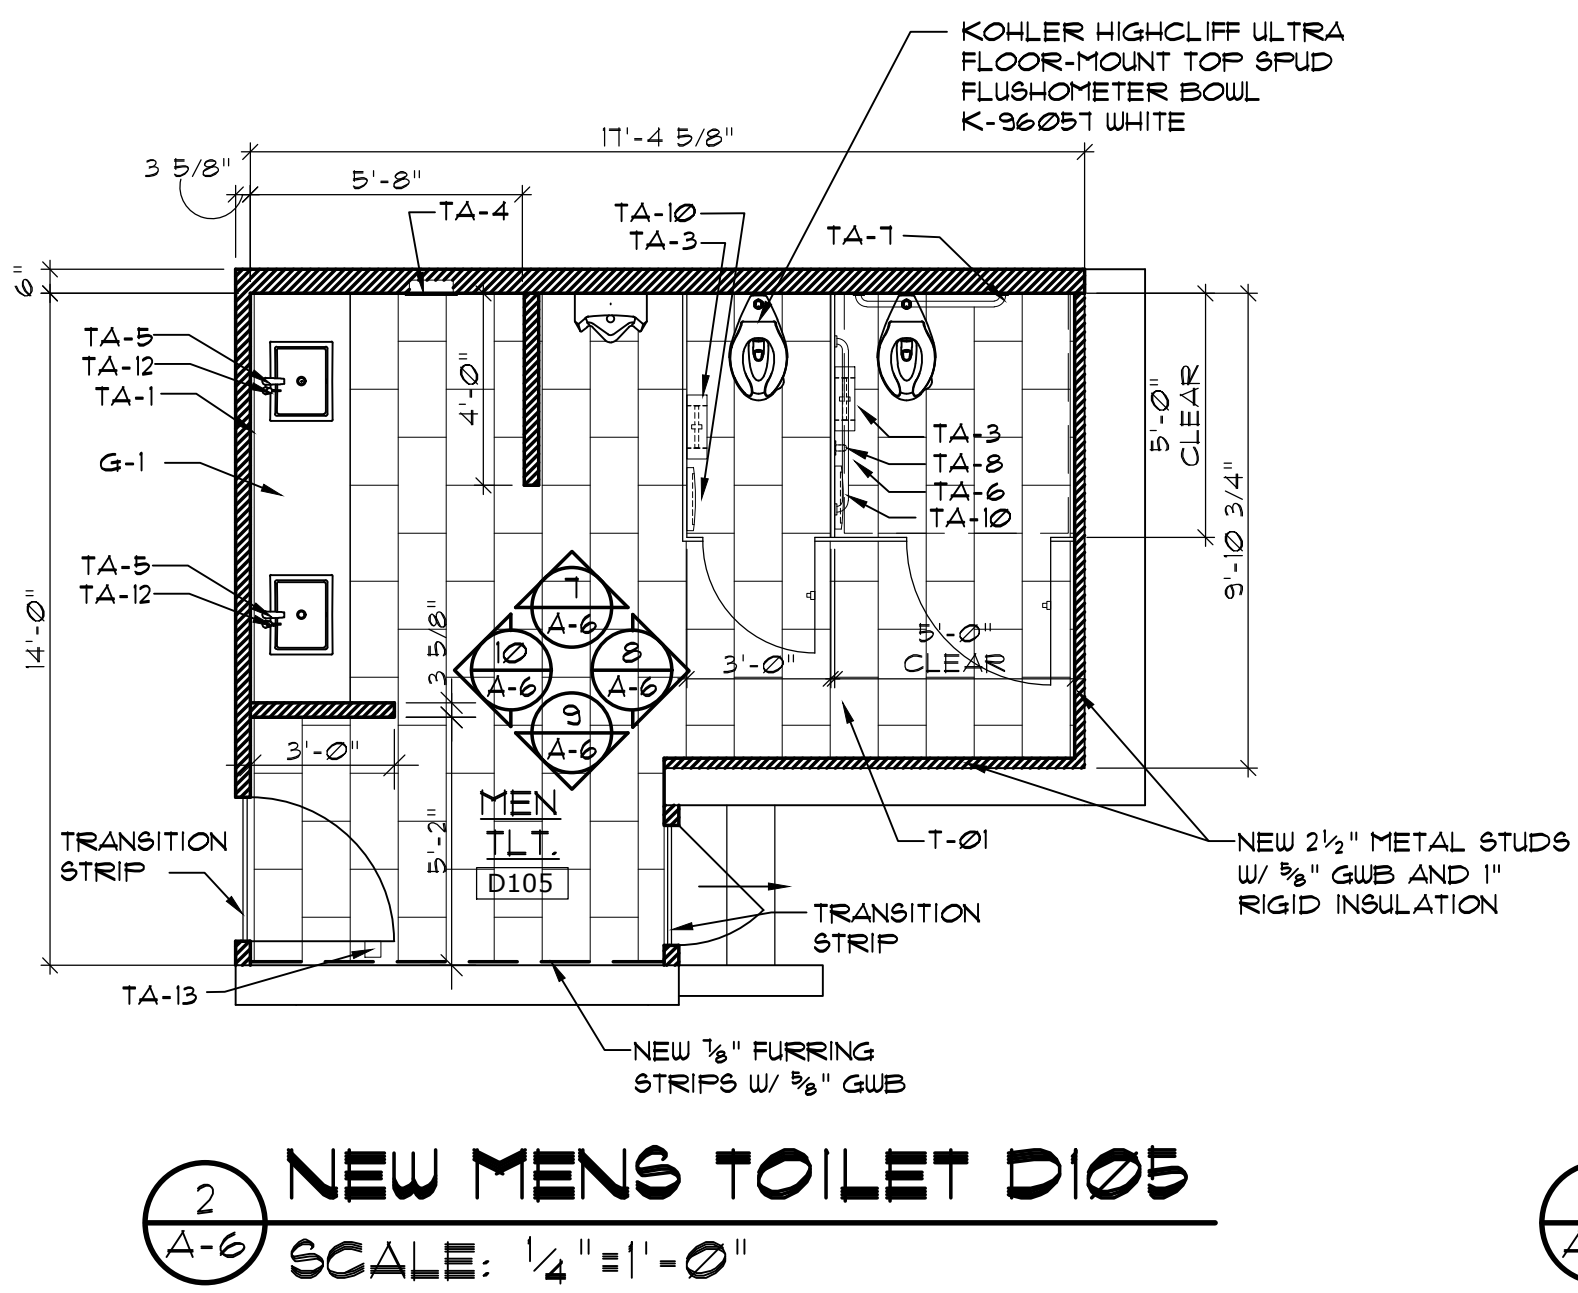 KOHLER HIGHCLIFF ULTRA
FLOOR-MOUNT TOP SPUD
FLUSHOMETER BOWL
K-96057 WHITE
17'-4 5/8"
3 5/8"
5'-8"
TA-4
TA-10
TA-3
TA-7
6"
TA-5
TA-12
TA-1
G-1
4'-0"
5'-0"
CLEAR
9'-10 3/4"
TA-3
TA-8
TA-6
TA-10
TA-5
TA-12
14'-0"
3 5/8"
7
A-6
10
A-6
8
A-6
9
A-6
3'-0"
5'-0"
CLEAR
3'-0"
5'-2"
MEN
TLT.
D105
TRANSITION
STRIP
T-01
NEW 2½" METAL STUDS
W/ ⅝" GWB AND 1"
RIGID INSULATION
TRANSITION
STRIP
TA-13
NEW ⅞" FURRING
STRIPS W/ ⅝" GWB
2
A-6
NEW MENS TOILET D105
SCALE: ¼"=1'-0"